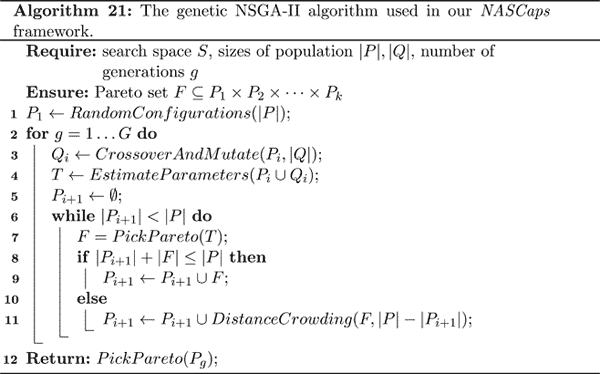 Algorithm 21: The genetic NSGA-II algorithm used in our NASCaps
framework.
Require: search space S, sizes of population |P|, |Q|, number of
generations g
Ensure: Pareto set F ⊆ P₁ × P₂ × ⋯ × Pₖ
1 P₁ ← RandomConfigurations(|P|);
2 for g = 1 . . . G do
3 Qᵢ ← CrossoverAndMutate(Pᵢ, |Q|);
4 T ← EstimateParameters(Pᵢ ∪ Qᵢ);
5 Pᵢ₊₁ ← ∅;
6 while |Pᵢ₊₁| < |P| do
7 F = PickPareto(T);
8 if |Pᵢ₊₁| + |F| ≤ |P| then
9 Pᵢ₊₁ ← Pᵢ₊₁ ∪ F;
10 else
11 Pᵢ₊₁ ← Pᵢ₊₁ ∪ DistanceCrowding(F, |P| − |Pᵢ₊₁|);
12 Return: PickPareto(P_g);